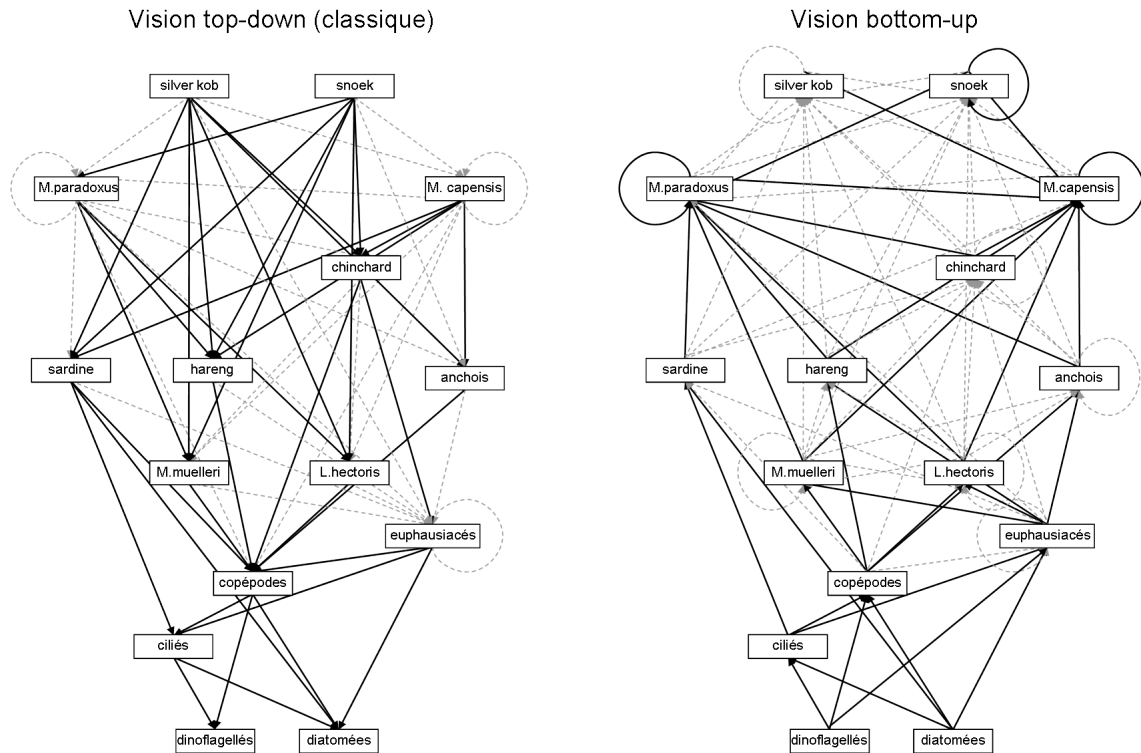 Vision top-down (classique)
silver kob
snoek
M.paradoxus
M. capensis
chinchard
sardine
hareng
anchois
M.muelleri
L.hectoris
euphausiacés
copépodes
ciliés
dinoflagellés
diatomées
Vision bottom-up
silver kob
snoek
M.paradoxus
M.capensis
chinchard
sardine
hareng
anchois
M.muelleri
L.hectoris
euphausiacés
copépodes
ciliés
dinoflagellés
diatomées